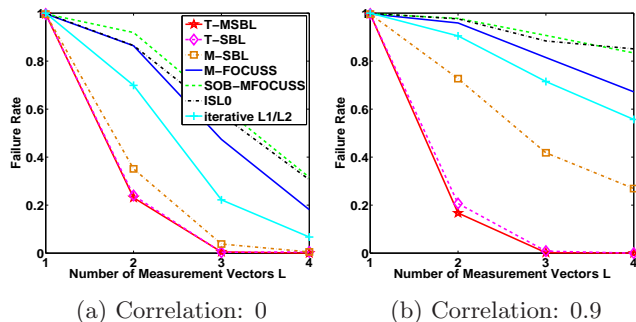 1
0.8
0.6
0.4
0.2
0
Failure Rate
1
2
3
4
Number of Measurement Vectors L
T-MSBL
T-SBL
M-SBL
M-FOCUSS
SOB-MFOCUSS
ISL0
iterative L1/L2
(a) Correlation: 0
1
0.8
0.6
0.4
0.2
0
Failure Rate
1
2
3
4
Number of Measurement Vectors L
(b) Correlation: 0.9